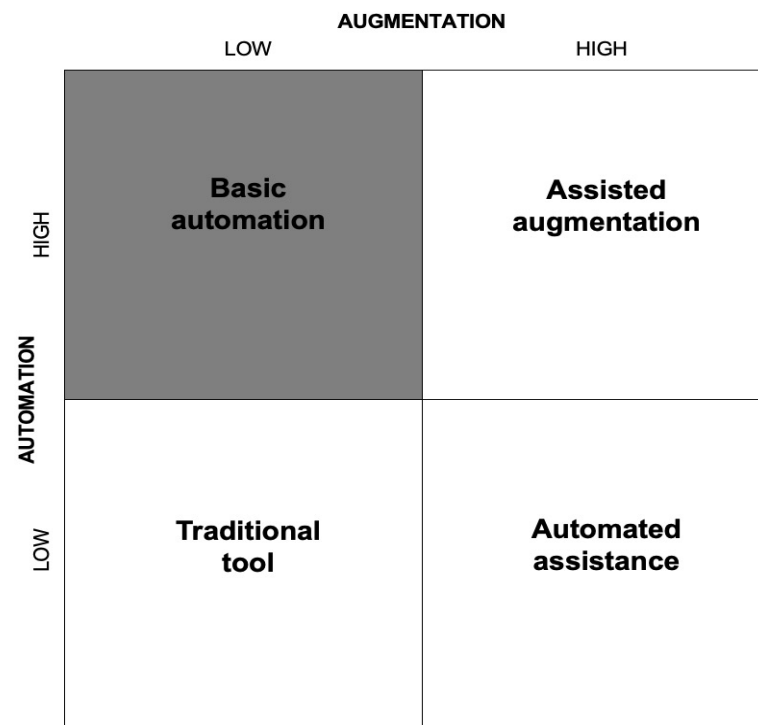 AUGMENTATION
LOW HIGH
Basic
automation
Assisted
augmentation
HIGH
AUTOMATION
LOW
Traditional
tool
Automated
assistance